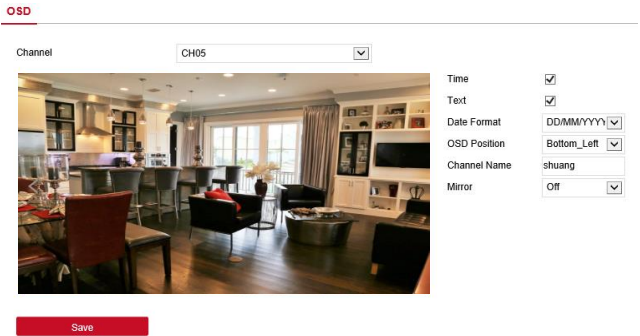 OSD
Channel CH05
Time
Text
Date Format DD/MM/YYYY
OSD Position Bottom_Left
Channel Name shuang
Mirror Off
Save